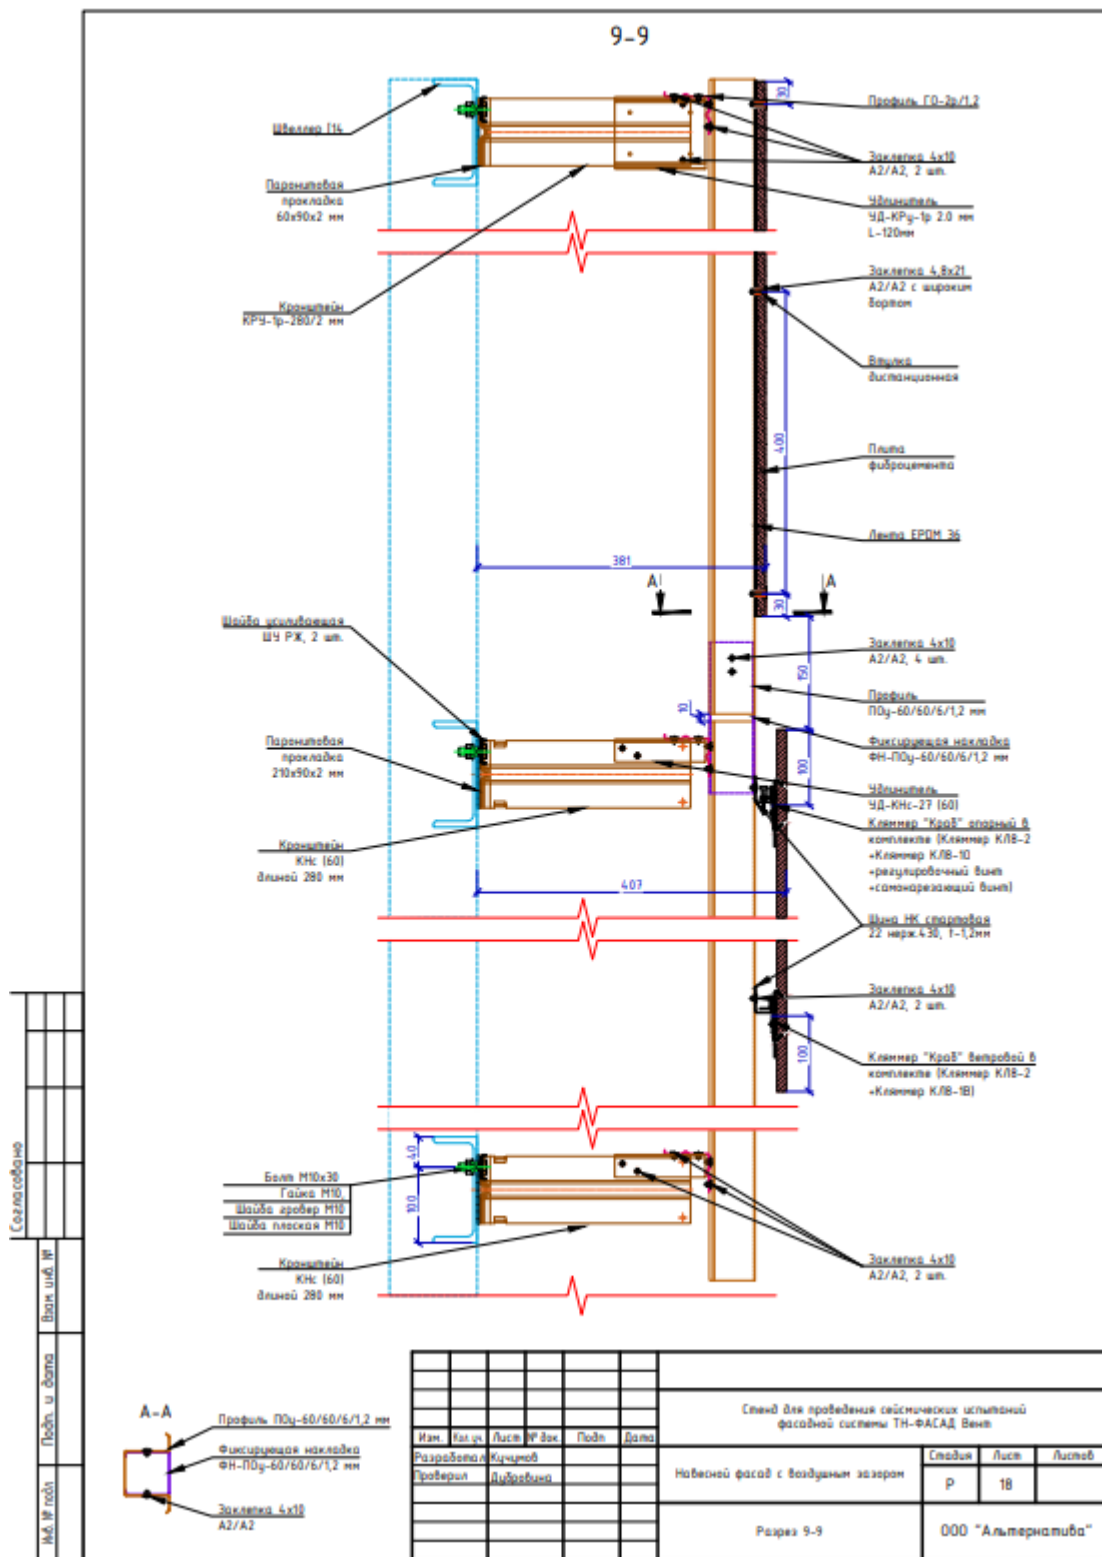 9-9
Швеллер [14
Паронитовая
прокладка
60х90х2 мм
Кронштейн
КРУ-1р-280/2 мм
Шайба усиливающая
ШУ РЖ, 2 шт.
Паронитовая
прокладка
210х90х2 мм
Кронштейн
КНс (60)
длиной 280 мм
Болт М10х30
Гайка М10,
Шайба гровер М10
Шайба плоская М10
Кронштейн
КНс (60)
длиной 280 мм
30
400
30
381
А
А
150
10
100
407
100
40
100
Профиль ГО-2р/1,2
Заклепка 4х10
А2/А2, 2 шт.
Удлинитель
УД-КРу-1р 2.0 мм
L-120мм
Заклепка 4,8х21
А2/А2 с широким
бортом
Втулка
дистанционная
Плита
фиброцемента
Лента EPDM 36
Заклепка 4х10
А2/А2, 4 шт.
Профиль
ПОу-60/60/6/1,2 мм
Фиксирующая накладка
ФН-ПОу-60/60/6/1,2 мм
Удлинитель
УД-КНс-27 (60)
Кляммер "Краб" опорный в
комплекте (Кляммер КЛВ-2
+Кляммер КЛВ-1О
+регулировочный винт
+самонарезающий винт)
Шина НК стартовая
22 нерж.430, t-1,2мм
Заклепка 4х10
А2/А2, 2 шт.
Кляммер "Краб" ветровой в
комплекте (Кляммер КЛВ-2
+Кляммер КЛВ-1В)
Заклепка 4х10
А2/А2, 2 шт.
А-А
Профиль ПОу-60/60/6/1,2 мм
Фиксирующая накладка
ФН-ПОу-60/60/6/1,2 мм
Заклепка 4х10
А2/А2
Согласовано
Взам. инв. №
Подп. и дата
Инв. № подл
Изм. Кол.уч. Лист № док. Подп Дата
Разработал Кучумов
Проверил Дубровина
Стенд для проведения сейсмических испытаний
фасадной системы ТН-ФАСАД Вент
Навесной фасад с воздушным зазором
Стадия Лист Листов
Р 18
Разрез 9-9
ООО "Альтернатива"